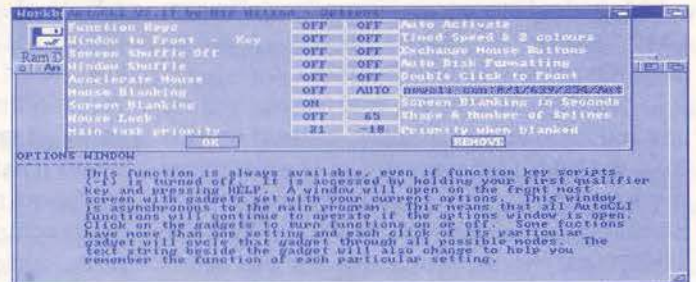 Function Keys OFF OFF Auto Activate
Window to Front - Key OFF OFF Timed Speed & 2 colours
Screen Shuffle Off OFF OFF Exchange Mouse Buttons
Window Shuffle OFF OFF Auto Disk Formatting
Accelerate Mouse OFF OFF Double Click to Front
Mouse Blanking OFF AUTO newcli con:0/1/639/254/Aut
Screen Blanking ON Screen Blanking in Seconds
Mouse Lock OFF 65 Shape & Number of Splines
Main task priority 21 -18 Priority when blanked
OK REMOVE
Ram D
OPTIONS WINDOW
This function is always available, even if function key scripts
(-f) is turned off. It is accessed by holding your first qualifier
key and pressing HELP. A window will open on the front most
screen with gadgets set with your current options. This window
is asynchronous to the main program. This means that all AutoCLI
functions will continue to operate if the options window is open.
Click on the gadgets to turn functions on or off. Some fuctions
have more than one setting and each click of its particular
gadget will cycle that gadget through all possible modes. The
text string beside the gadget will also change to help you
remember the function of each particular setting.